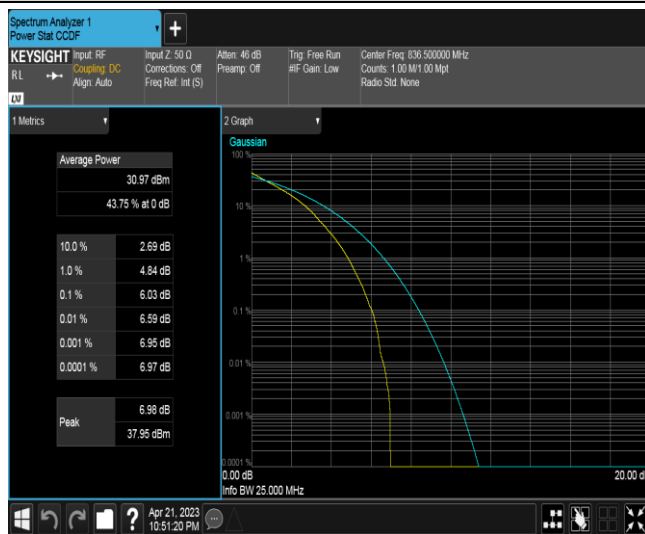 Spectrum Analyzer 1
Power Stat CCDF
+
KEYSIGHT Input: RF Input Z: 50 Ω Atten: 46 dB Trig: Free Run Center Freq: 836.500000 MHz
RL Coupling: DC Corrections: Off Preamp: Off #IF Gain: Low Counts: 1.00 M/1.00 Mpt
Align: Auto Freq Ref: Int (S) Radio Std: None
LXI
1 Metrics
Average Power
30.97 dBm
43.75 % at 0 dB
10.0 % 2.69 dB
1.0 % 4.84 dB
0.1 % 6.03 dB
0.01 % 6.59 dB
0.001 % 6.95 dB
0.0001 % 6.97 dB
Peak 6.98 dB
37.95 dBm
2 Graph
Gaussian
100 %
10 %
1 %
0.1 %
0.01 %
0.001 %
0.0001 %
0.00 dB 20.00 d
Info BW 25.000 MHz
? Apr 21, 2023
10:51:20 PM